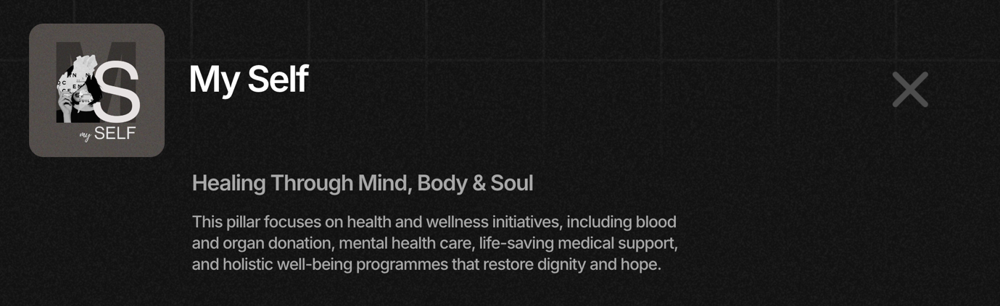 M
S
my SELF
My Self
Healing Through Mind, Body & Soul
This pillar focuses on health and wellness initiatives, including blood
and organ donation, mental health care, life-saving medical support,
and holistic well-being programmes that restore dignity and hope.